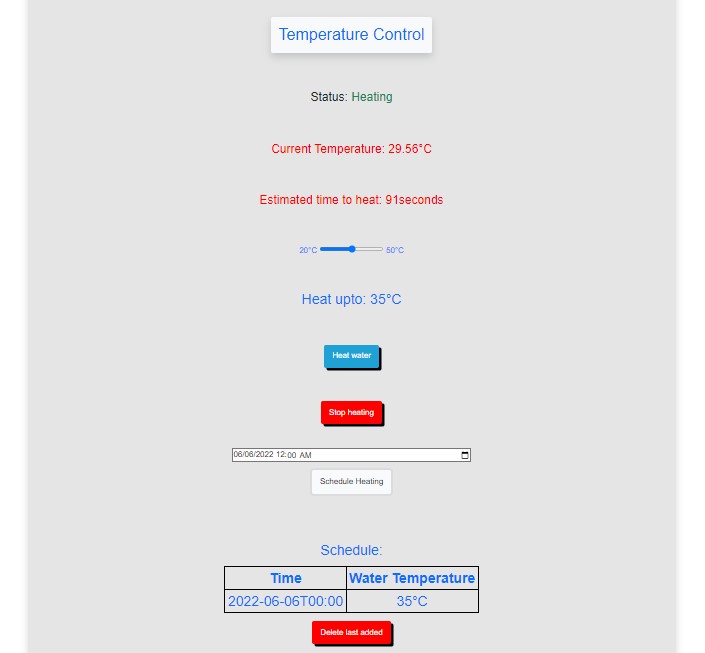 Temperature Control
Status: Heating
Current Temperature: 29.56°C
Estimated time to heat: 91seconds
20°C 50°C
Heat upto: 35°C
Heat water
Stop heating
06/06/2022 12:00 AM
Schedule Heating
Schedule:
Time Water Temperature
2022-06-06T00:00 35°C
Delete last added